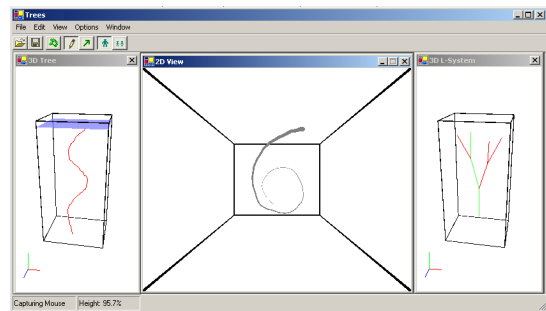 Trees
File Edit View Options Window
3D Tree
2D View
3D L-System
Capturing Mouse Height: 95.7%